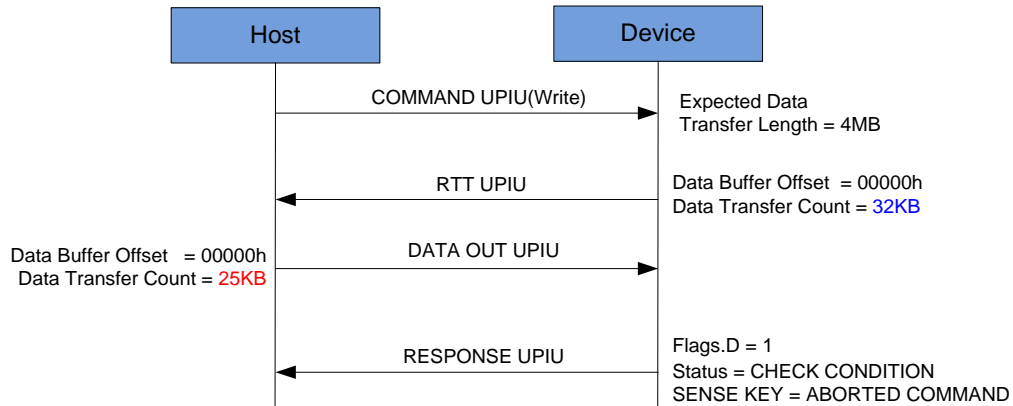 Host
Device
COMMAND UPIU(Write)
Expected Data
Transfer Length = 4MB
RTT UPIU
Data Buffer Offset = 00000h
Data Transfer Count = 32KB
Data Buffer Offset = 00000h
Data Transfer Count = 25KB
DATA OUT UPIU
RESPONSE UPIU
Flags.D = 1
Status = CHECK CONDITION
SENSE KEY = ABORTED COMMAND